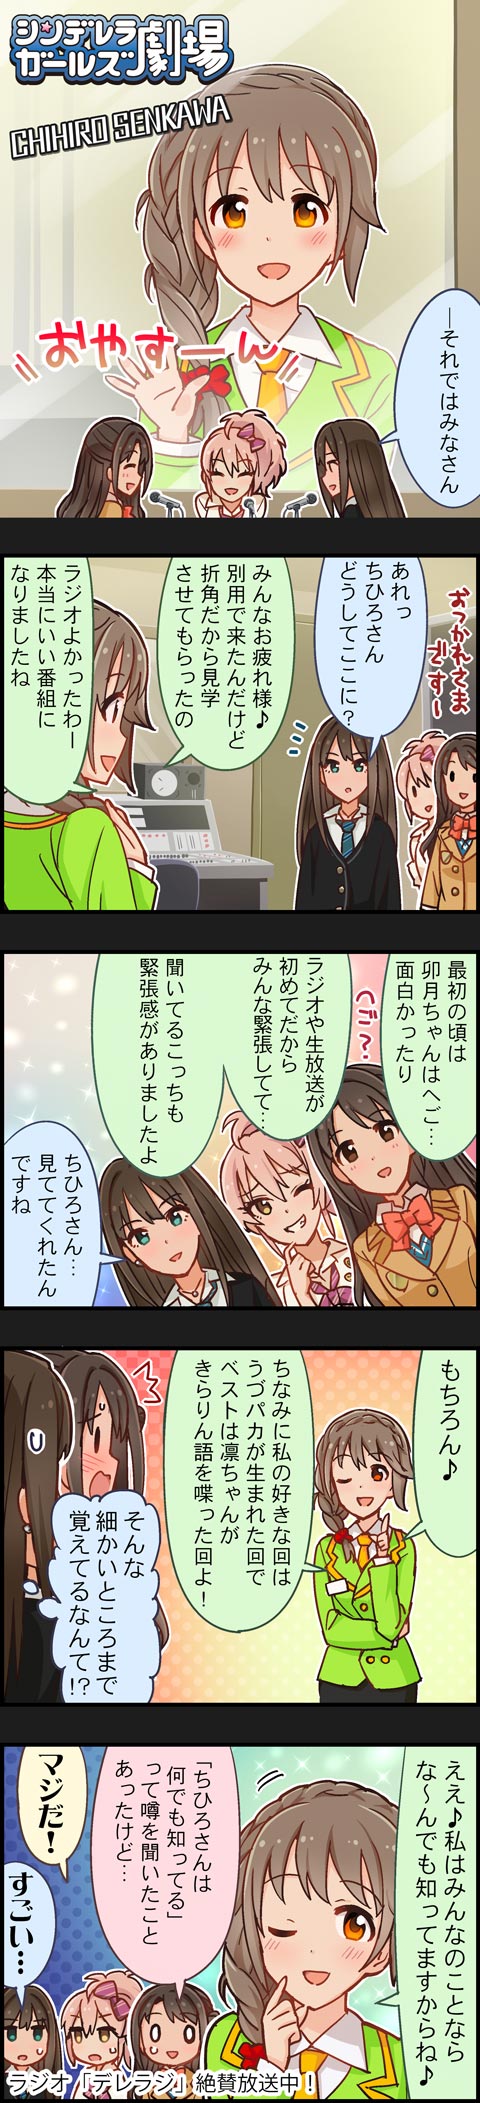 シンデレラ
ガールズ劇場
CHIHIRO SENKAWA
―それではみなさん
おやすーん
おつかれさま
ですー
あれっ
ちひろさん
どうしてここに?
みんなお疲れ様♪
別用で来たんだけど
折角だから見学
させてもらったの
ラジオよかったわー
本当にいい番組に
なりましたね
最初の頃は
卯月ちゃんはへご…
面白かったり
へご?
ラジオや生放送が
初めてだから
みんな緊張してて…
聞いてるこっちも
緊張感がありましたよ
ちひろさん…
見ててくれたん
ですね
もちろん♪
ちなみに私の好きな回は
うづパカが生まれた回で
ベストは凛ちゃんが
きらりん語を喋った回よ!
そんな
細かいところまで
覚えてるなんて!?
ええ♪私はみんなのことなら
な〜んでも知ってますからね♪
「ちひろさんは
何でも知ってる」
って噂を聞いたこと
あったけど…
マジだ!
すごい…
ラジオ「デレラジ」絶賛放送中!